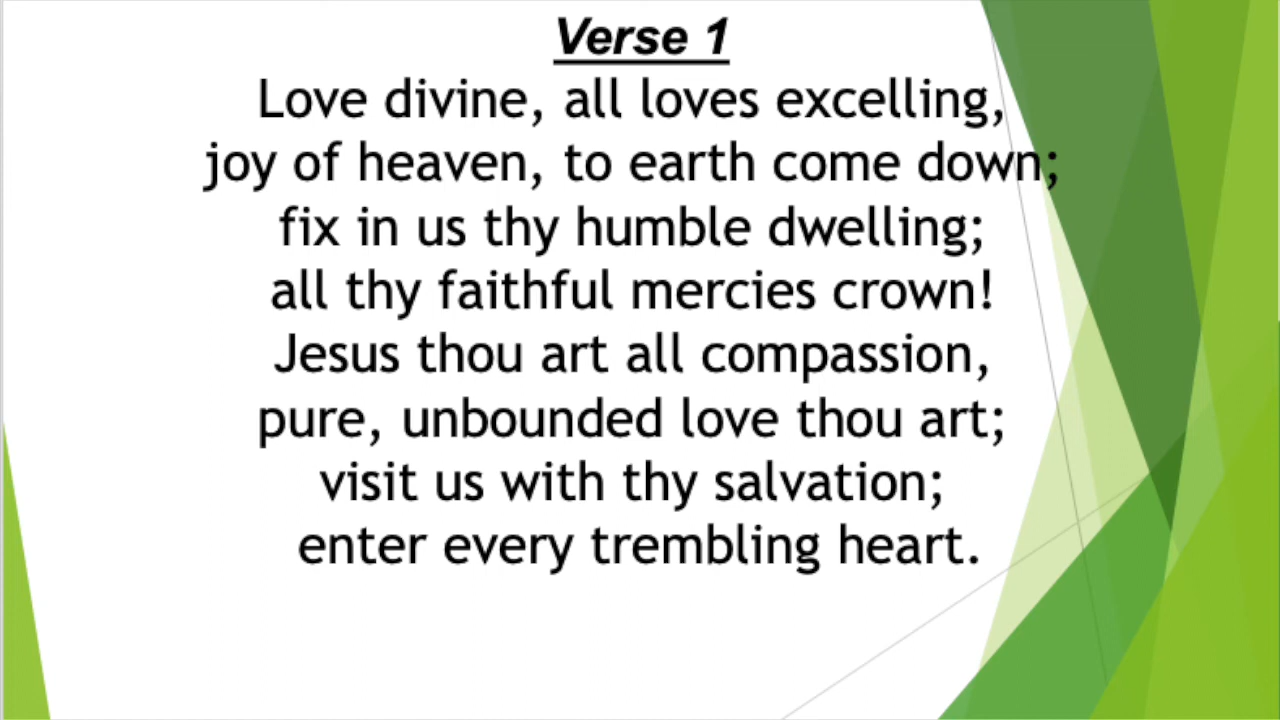 Verse 1
Love divine, all loves excelling,
joy of heaven, to earth come down;
fix in us thy humble dwelling;
all thy faithful mercies crown!
Jesus thou art all compassion,
pure, unbounded love thou art;
visit us with thy salvation;
enter every trembling heart.